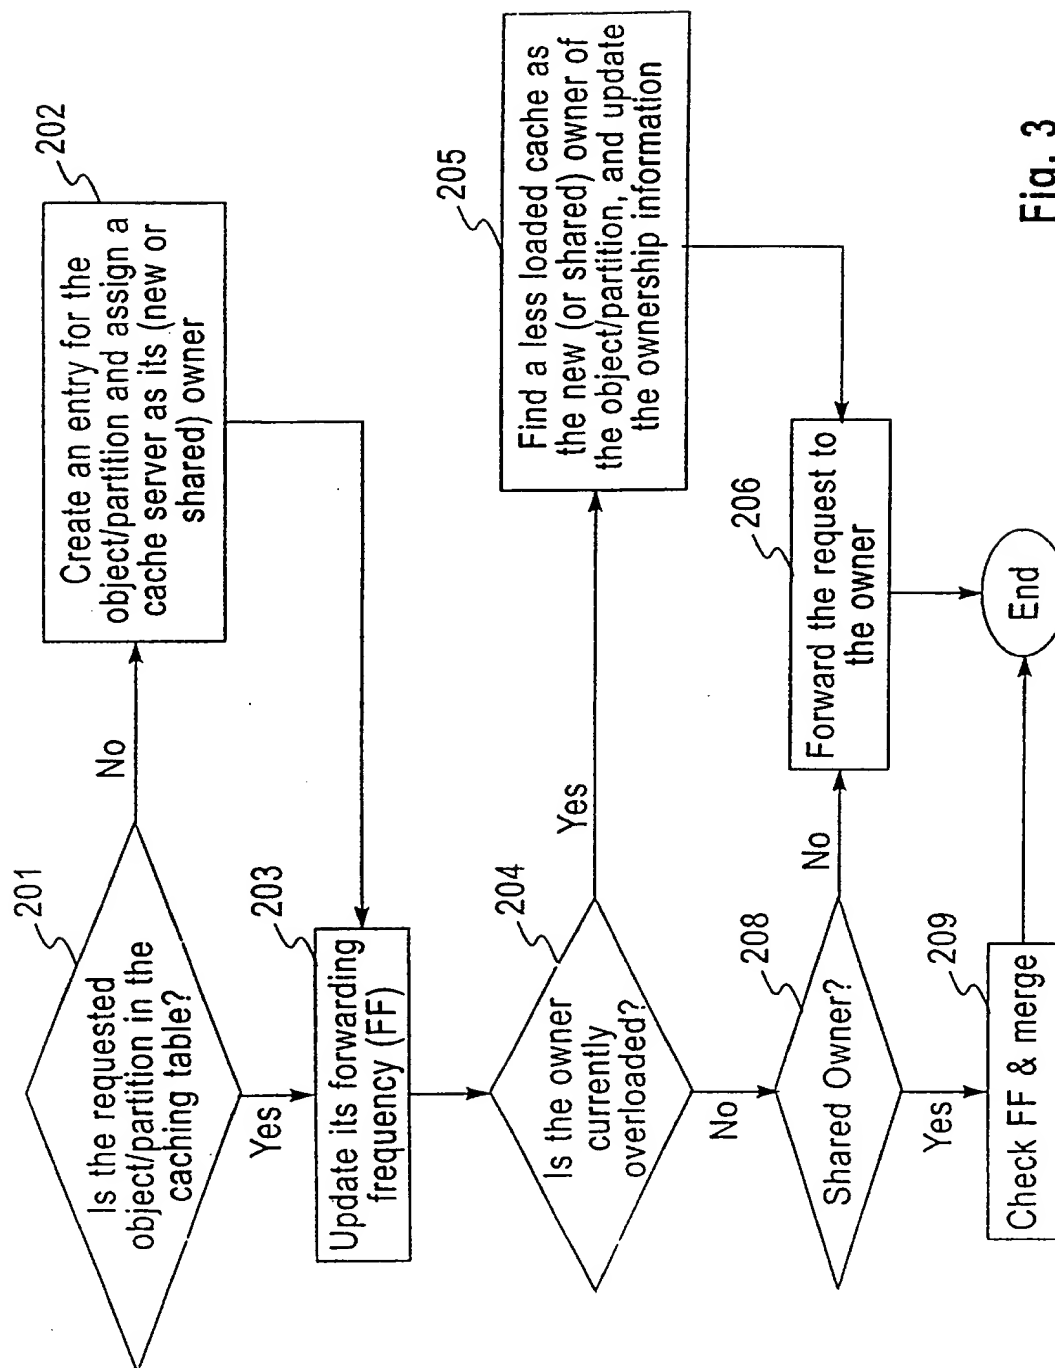 201
Is the requested
object/partition in the
caching table?
No
202
Create an entry for the
object/partition and assign a
cache server as its (new or
shared) owner
Yes
203
Update its forwarding
frequency (FF)
204
Is the owner
currently
overloaded?
Yes
205
Find a less loaded cache as
the new (or shared) owner of
the object/partition, and update
the ownership information
No
208
Shared Owner?
No
206
Forward the request to
the owner
Yes
209
Check FF & merge
End
Fig. 3